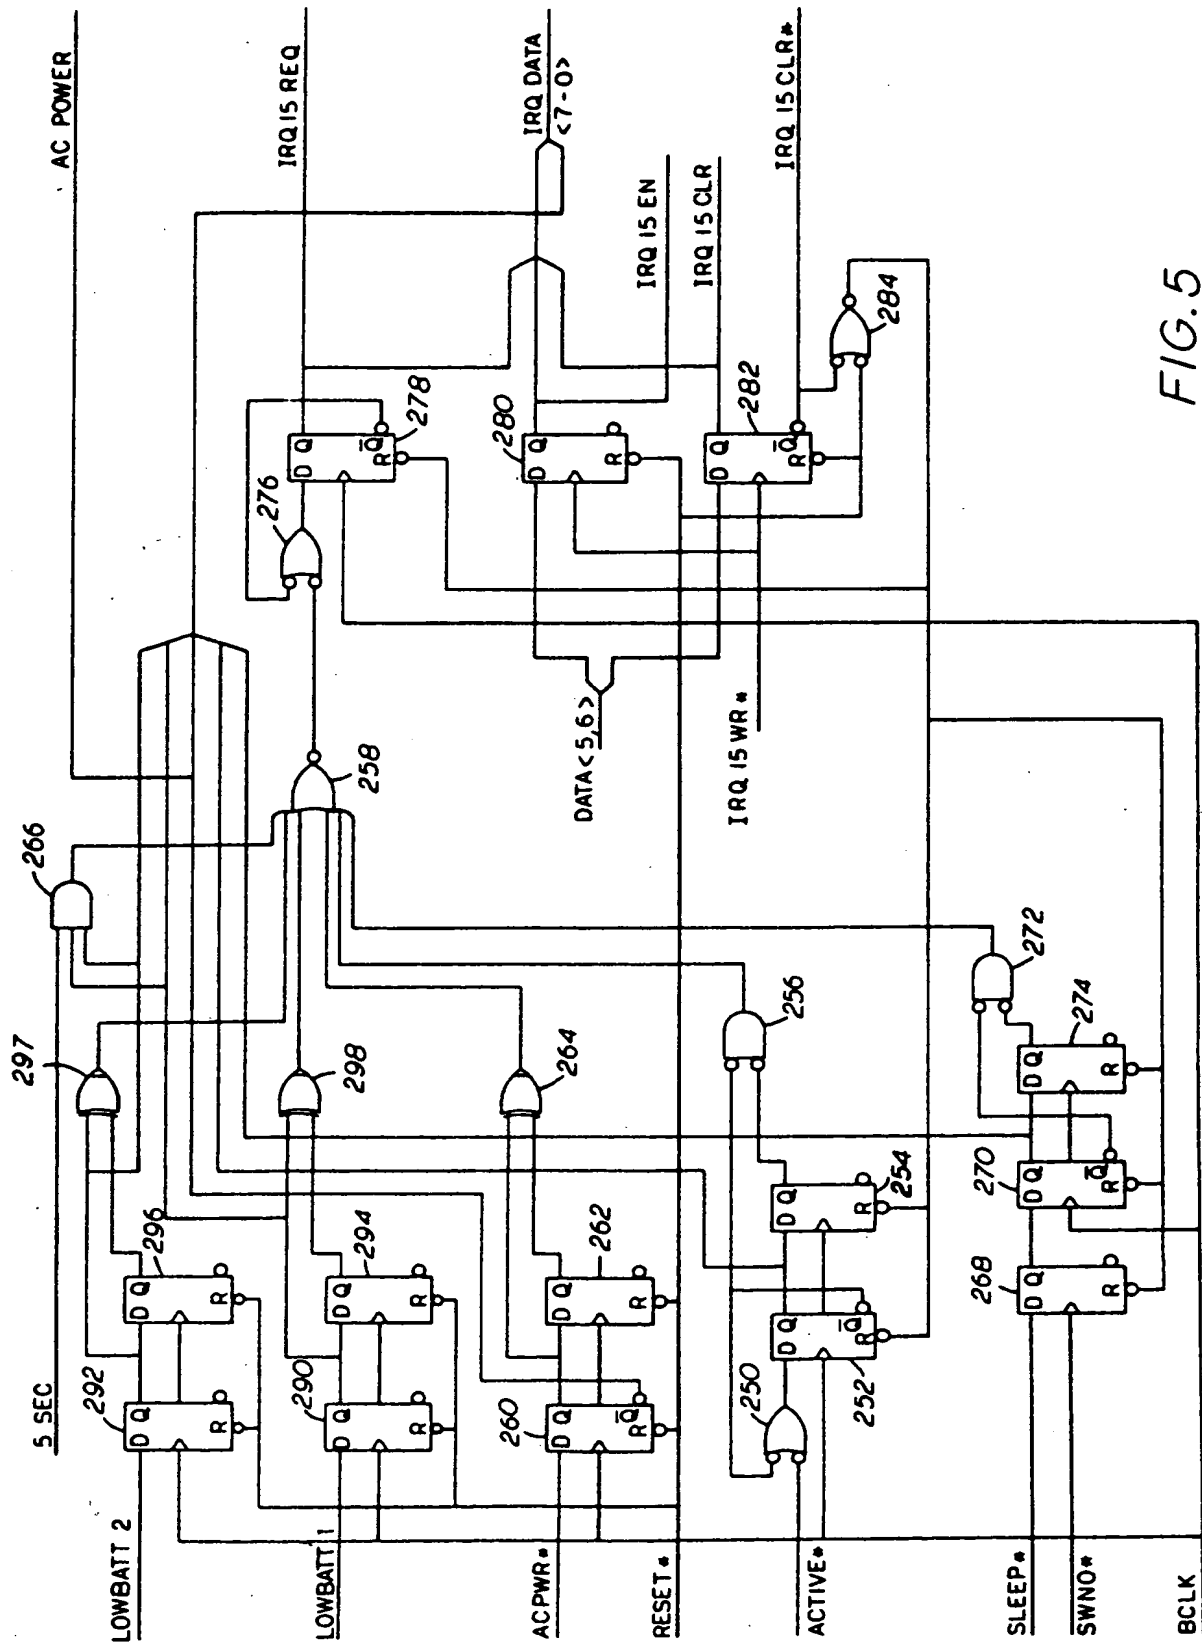 AC POWER
IRQ 15 REQ
IRQ DATA
<7-0>
IRQ 15 EN
IRQ 15 CLR
IRQ 15 CLR*
5 SEC
LOWBATT 2
LOWBATT 1
ACPWR*
RESET*
ACTIVE*
SLEEP*
SWNO*
BCLK
DATA<5,6>
IRQ 15 WR*
266
297
298
264
258
276
278
280
282
284
292
296
290
294
260
262
250
252
254
256
268
270
274
272
D Q
R
D Q
R
D Q
R
D Q
R
D Q
Q̅
R
D Q
R
D Q
Q̅
R
D Q
R
D Q
R
D Q
Q̅
R
D Q
R
D Q
Q̅
R
D Q
R
D Q
Q̅
R
FIG. 5